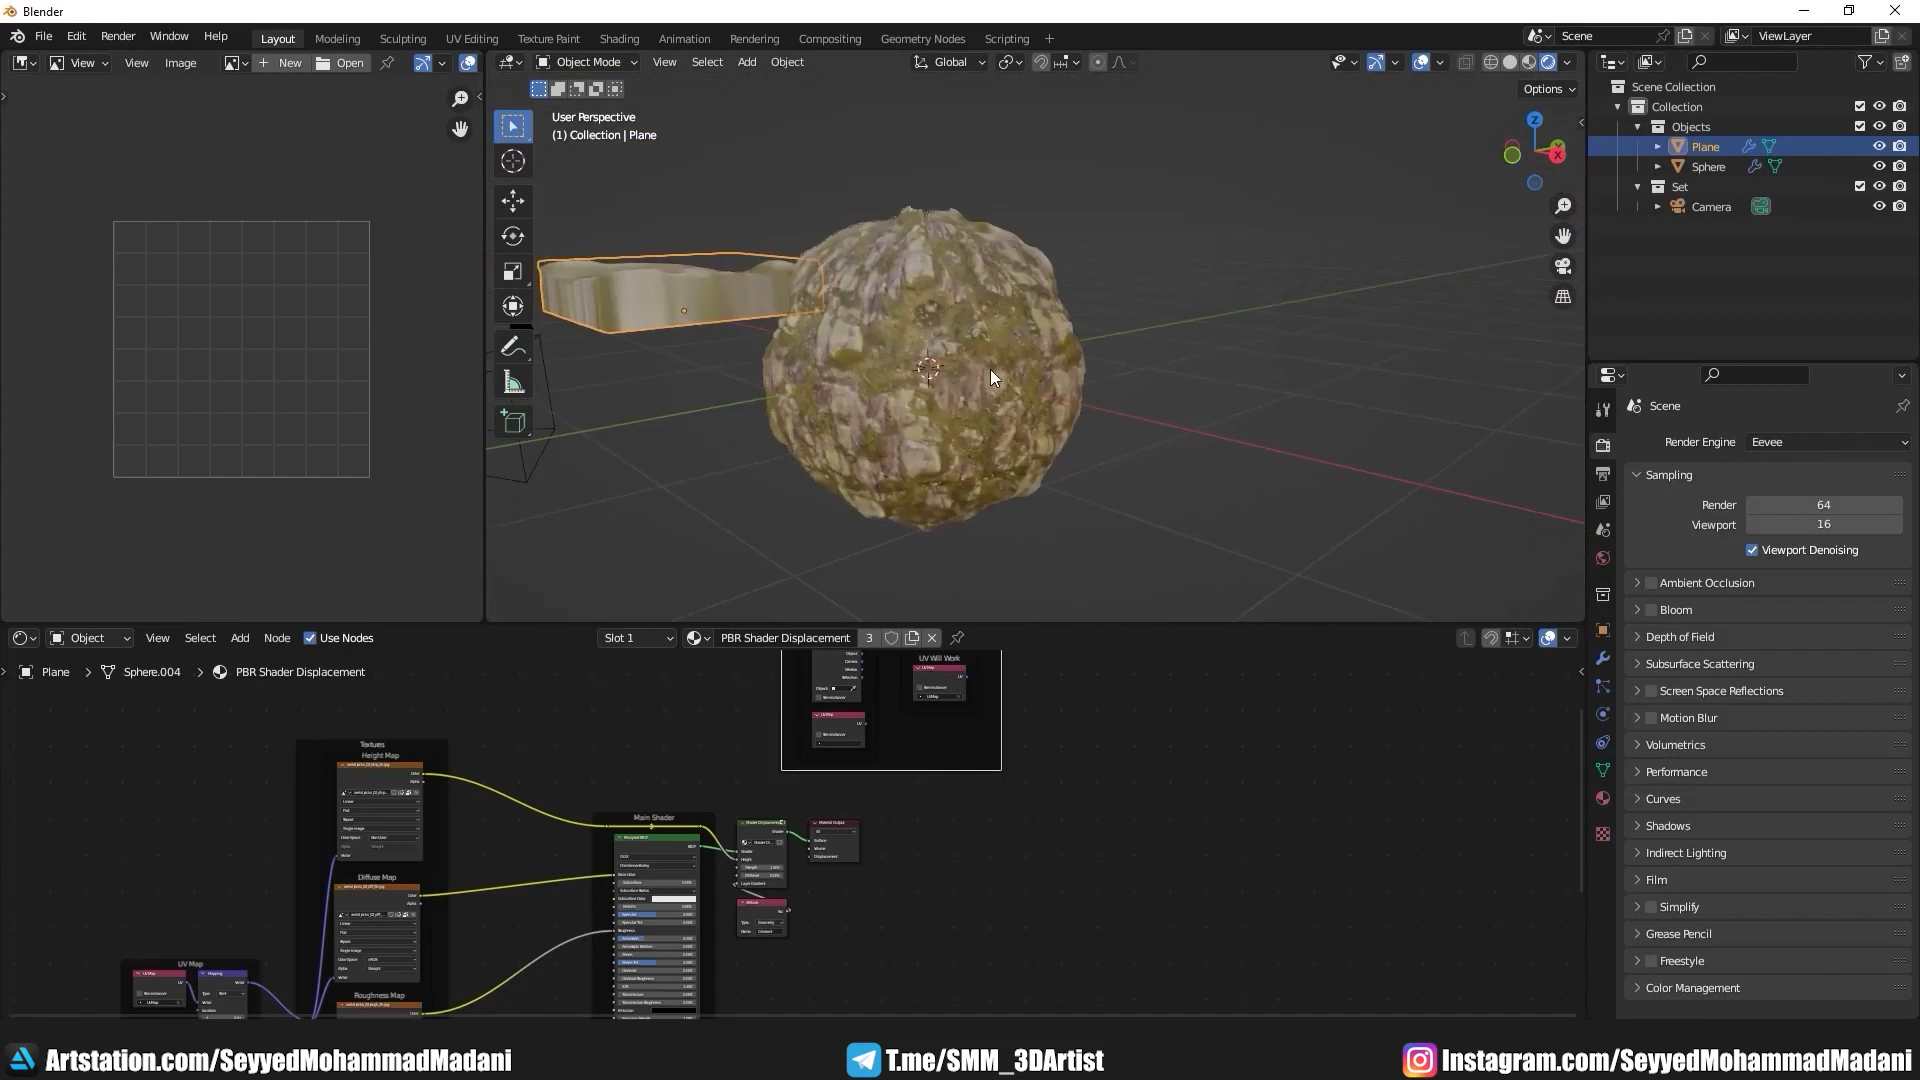 Blender
File Edit Render Window Help
Layout Modeling Sculpting UV Editing Texture Paint Shading Animation Rendering Compositing Geometry Nodes Scripting
Scene ViewLayer
View View Image New Open
Object Mode View Select Add Object Global
Options
User Perspective
(1) Collection | Plane
Z
X
Scene Collection
Collection
Objects
Plane
Sphere
Set
Camera
Scene
Render Engine Eevee
Sampling
Render 64
Viewport 16
Viewport Denoising
Ambient Occlusion
Bloom
Depth of Field
Subsurface Scattering
Screen Space Reflections
Motion Blur
Volumetrics
Performance
Curves
Shadows
Indirect Lighting
Film
Simplify
Grease Pencil
Freestyle
Color Management
Object View Select Add Node Use Nodes Slot 1 PBR Shader Displacement 3
Plane Sphere.004 PBR Shader Displacement
UV Will Work
Textures
Height Map
Main Shader
Diffuse Map
UV Map
Roughness Map
Artstation.com/SeyyedMohammadMadani
T.me/SMM_3DArtist
Instagram.com/SeyyedMohammadMadani